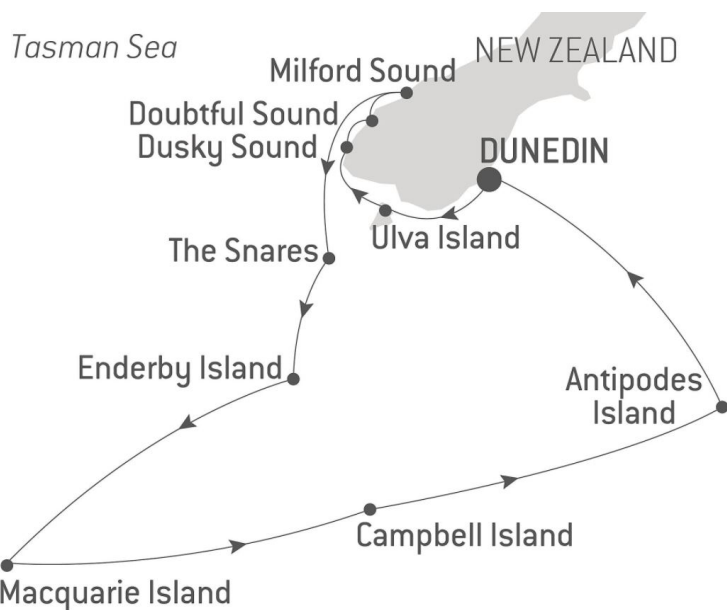 Tasman Sea
NEW ZEALAND
Milford Sound
Doubtful Sound
Dusky Sound
DUNEDIN
Ulva Island
The Snares
Enderby Island
Antipodes
Island
Campbell Island
Macquarie Island